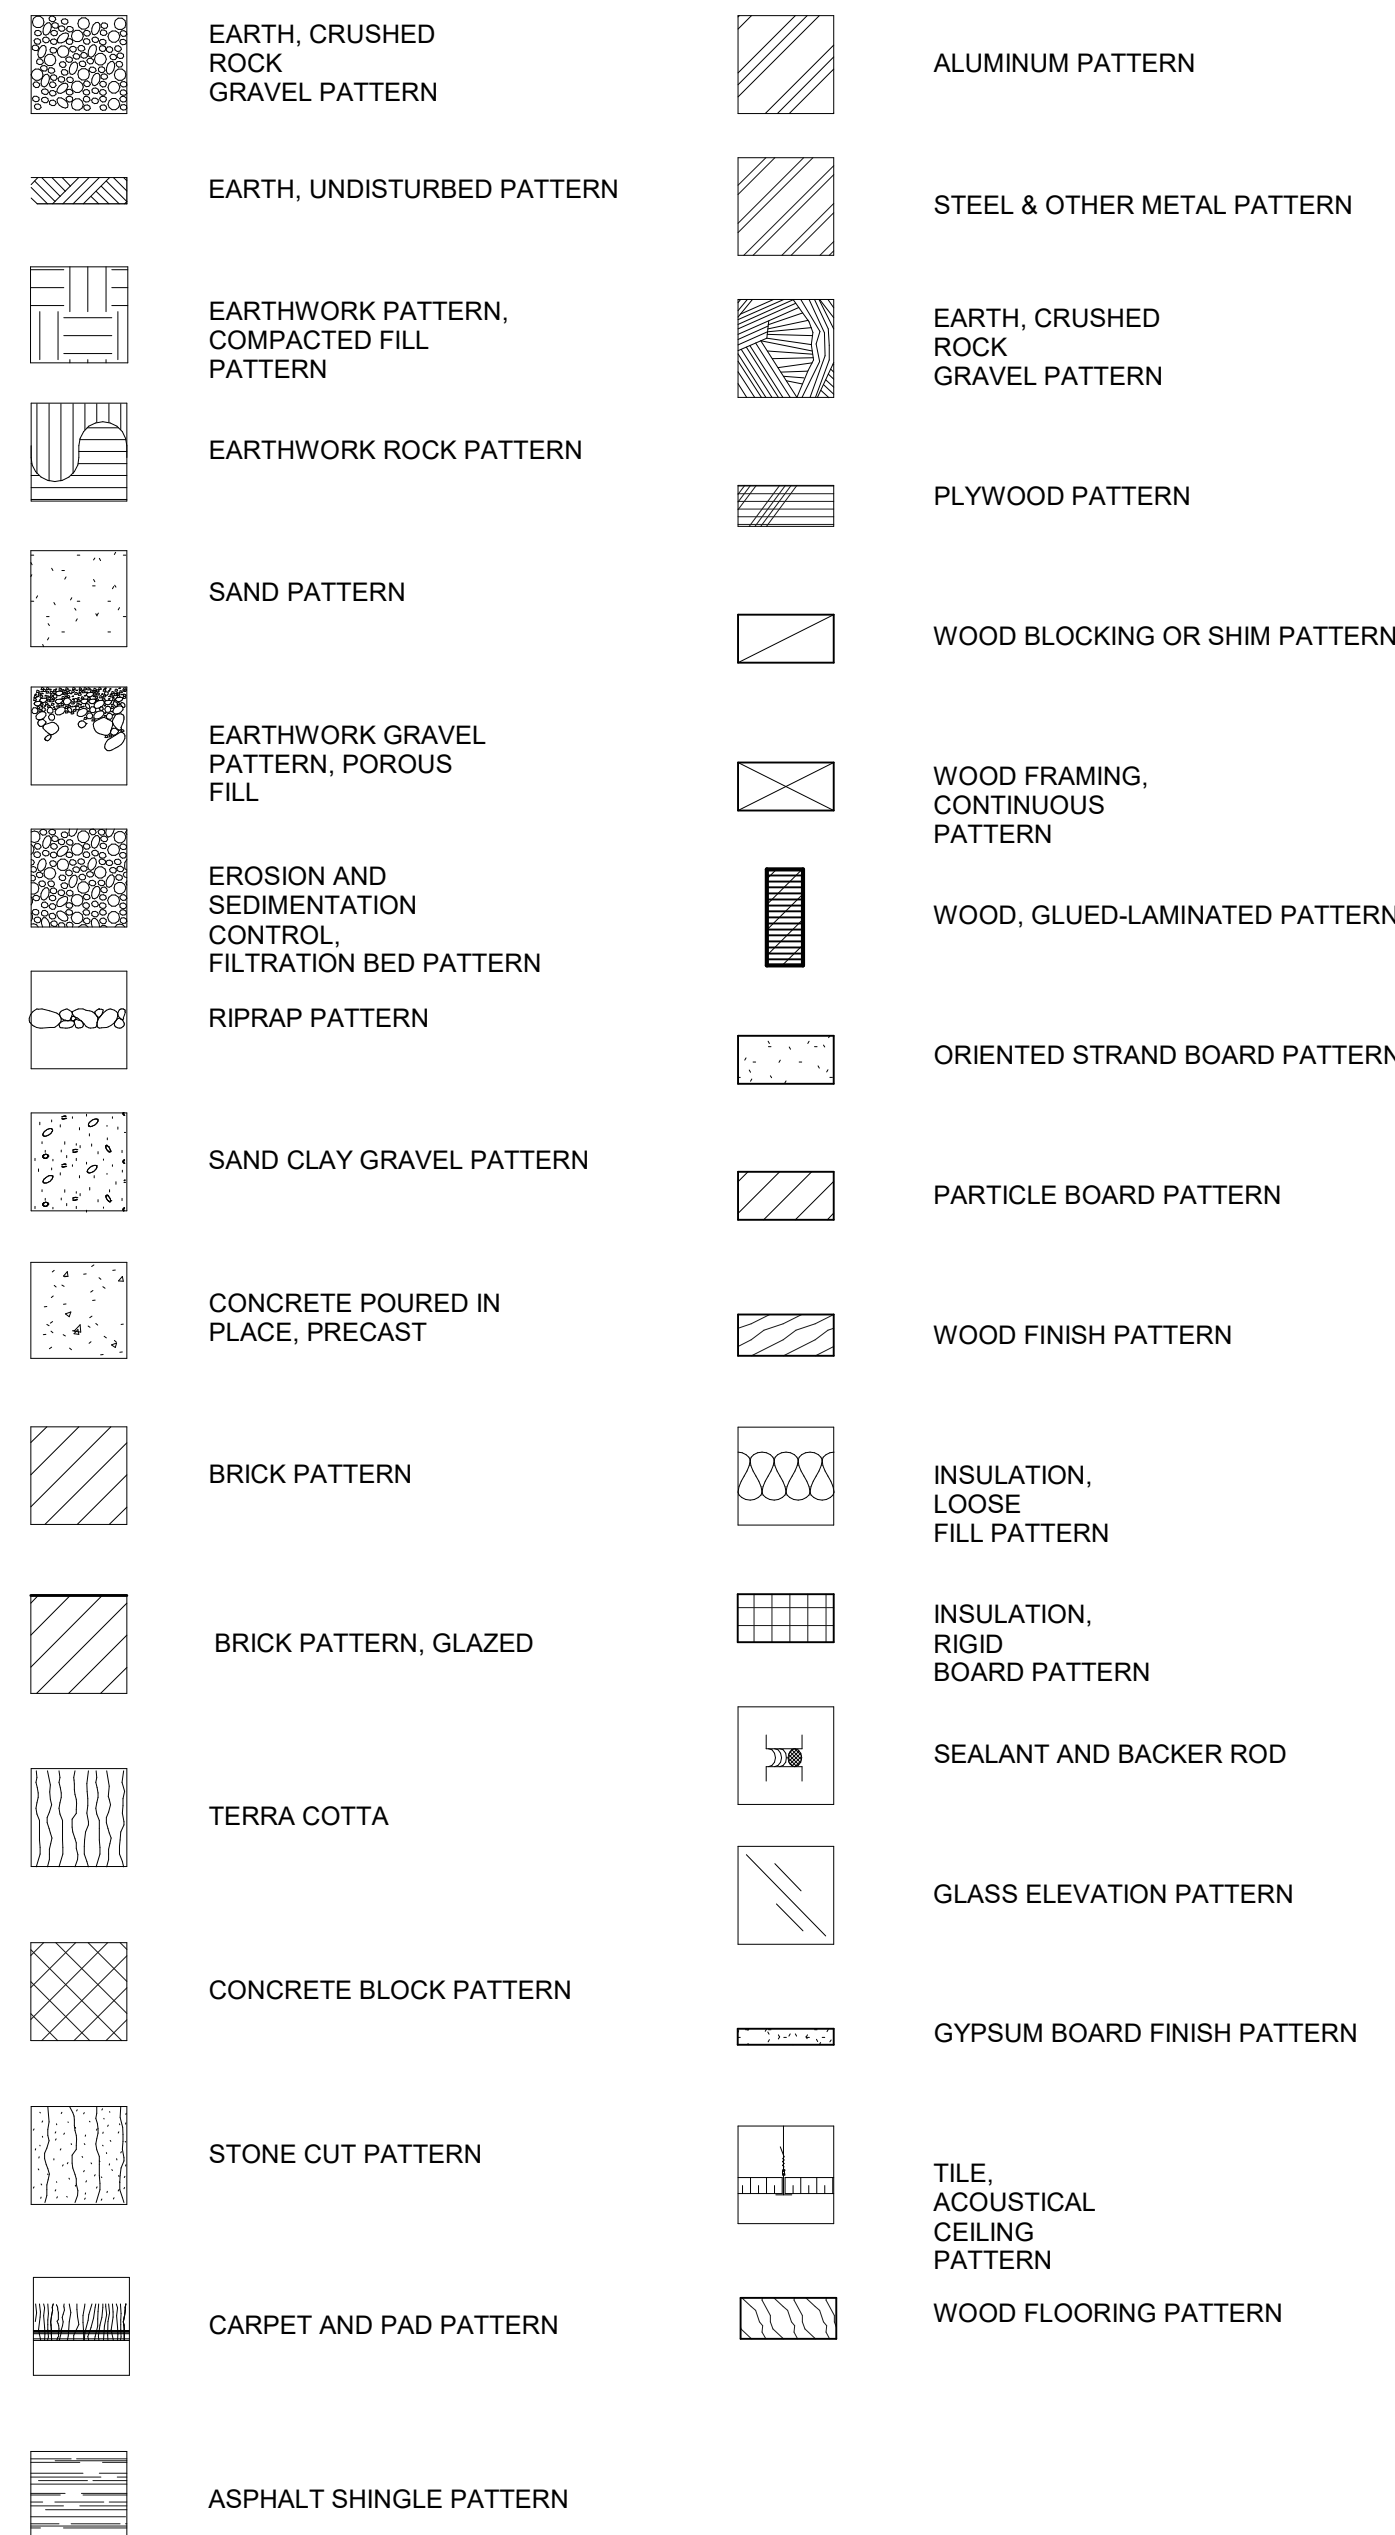 EARTH, CRUSHED
ROCK
GRAVEL PATTERN
EARTH, UNDISTURBED PATTERN
EARTHWORK PATTERN,
COMPACTED FILL
PATTERN
EARTHWORK ROCK PATTERN
SAND PATTERN
EARTHWORK GRAVEL
PATTERN, POROUS
FILL
EROSION AND
SEDIMENTATION
CONTROL,
FILTRATION BED PATTERN
RIPRAP PATTERN
SAND CLAY GRAVEL PATTERN
CONCRETE POURED IN
PLACE, PRECAST
BRICK PATTERN
BRICK PATTERN, GLAZED
TERRA COTTA
CONCRETE BLOCK PATTERN
STONE CUT PATTERN
CARPET AND PAD PATTERN
ASPHALT SHINGLE PATTERN
ALUMINUM PATTERN
STEEL & OTHER METAL PATTERN
EARTH, CRUSHED
ROCK
GRAVEL PATTERN
PLYWOOD PATTERN
WOOD BLOCKING OR SHIM PATTERN
WOOD FRAMING,
CONTINUOUS
PATTERN
WOOD, GLUED-LAMINATED PATTERN
ORIENTED STRAND BOARD PATTERN
PARTICLE BOARD PATTERN
WOOD FINISH PATTERN
INSULATION,
LOOSE
FILL PATTERN
INSULATION,
RIGID
BOARD PATTERN
SEALANT AND BACKER ROD
GLASS ELEVATION PATTERN
GYPSUM BOARD FINISH PATTERN
TILE,
ACOUSTICAL
CEILING
PATTERN
WOOD FLOORING PATTERN